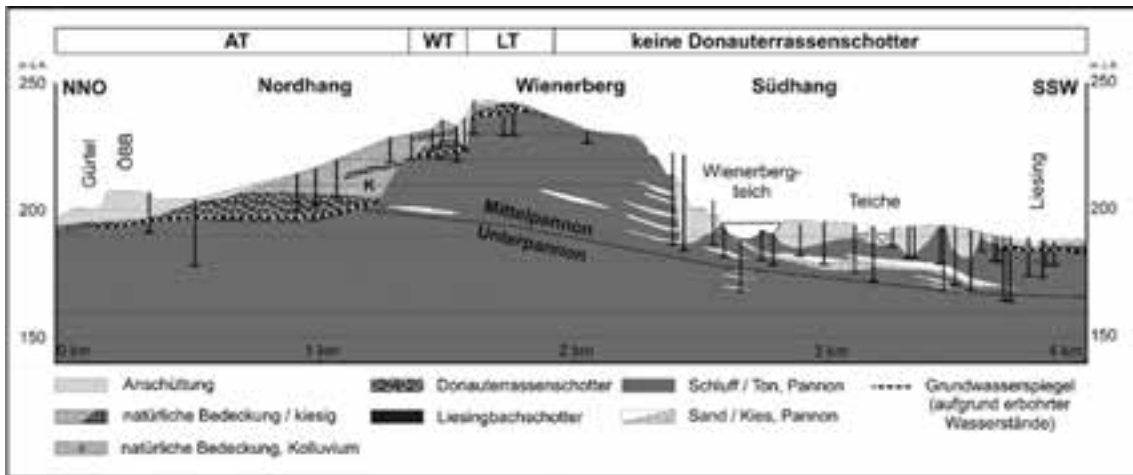 AT WT LT keine Donauterrassenschotter
250 NNO Nordhang Wienerberg Südhang SSW 250
Gürtel
ÖBB
Wienerberg-
teich
Teiche
Liesing
K
200 200
Mittelpannon
Unterpannon
150 150
0 km 1 km 2 km 3 km 4 km
Anschüttung
natürliche Bedeckung / kiesig
natürliche Bedeckung, Kolluvium
Donauterrassenschotter
Liesingbachschotter
Schluff / Ton, Pannon
Sand / Kies, Pannon
Grundwasserspiegel
(aufgrund erbohrter
Wasserstände)